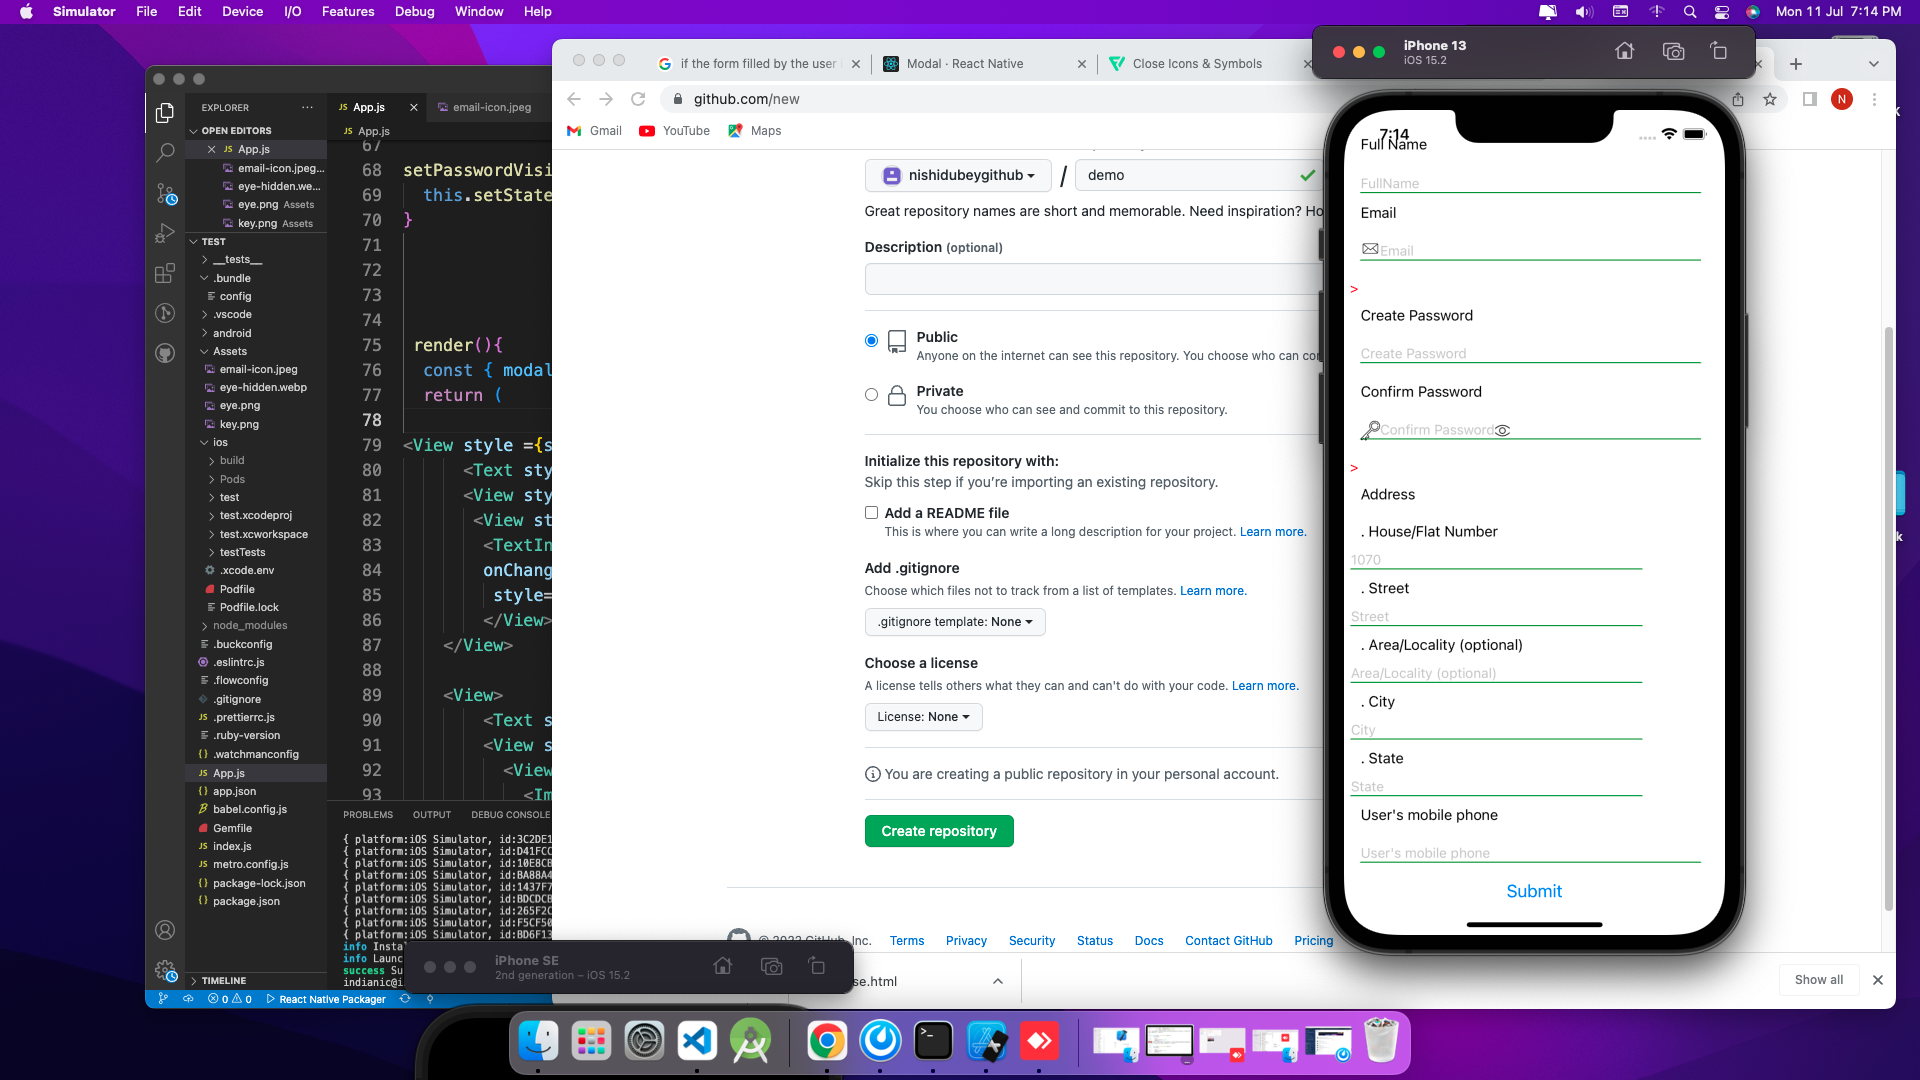 Simulator File Edit Device I/O Features Debug Window Help
Mon 11 Jul 7:14 PM
iPhone 13
iOS 15.2
if the form filled by the user
Modal · React Native
Close Icons & Symbols
github.com/new
N
Gmail YouTube Maps
EXPLORER
OPEN EDITORS
App.js
email-icon.jpeg...
eye-hidden.we...
eye.png Assets
key.png Assets
TEST
__tests__
.bundle
config
.vscode
android
Assets
email-icon.jpeg
eye-hidden.webp
eye.png
key.png
ios
build
Pods
test
test.xcodeproj
test.xcworkspace
testTests
.xcode.env
Podfile
Podfile.lock
node_modules
.buckconfig
.eslintrc.js
.flowconfig
.gitignore
.prettierrc.js
.ruby-version
.watchmanconfig
App.js
app.json
babel.config.js
Gemfile
index.js
metro.config.js
package-lock.json
package.json
TIMELINE
JS App.js email-icon.jpeg
JS App.js
67
68 setPasswordVisi
69 this.setState
70 }
71
72
73
74
75 render(){
76 const { modal
77 return (
78
79 <View style ={s
80 <Text sty
81 <View sty
82 <View st
83 <TextIn
84 onChang
85 style=
86 </View>
87 </View>
88
89 <View>
90 <Text s
91 <View s
92 <View
93 <Im
PROBLEMS OUTPUT DEBUG CONSOLE
{ platform:iOS Simulator, id:3C2DE1
{ platform:iOS Simulator, id:D41FCC
{ platform:iOS Simulator, id:10E8CB
{ platform:iOS Simulator, id:BA88A4
{ platform:iOS Simulator, id:1437F7
{ platform:iOS Simulator, id:BDCDCB
{ platform:iOS Simulator, id:265F2C
{ platform:iOS Simulator, id:F5CF50
{ platform:iOS Simulator, id:BD6F13
info Insta
info Launc
success Su
indianic@i
0 0 React Native Packager
nishidubeygithub / demo
Great repository names are short and memorable. Need inspiration? Ho
Description (optional)
Public
Anyone on the internet can see this repository. You choose who can co
Private
You choose who can see and commit to this repository.
Initialize this repository with:
Skip this step if you're importing an existing repository.
Add a README file
This is where you can write a long description for your project. Learn more.
Add .gitignore
Choose which files not to track from a list of templates. Learn more.
.gitignore template: None
Choose a license
A license tells others what they can and can't do with your code. Learn more.
License: None
You are creating a public repository in your personal account.
Create repository
© 2022 GitHub, Inc. Terms Privacy Security Status Docs Contact GitHub Pricing
se.html
Show all
iPhone SE
2nd generation – iOS 15.2
7:14
Full Name
FullName
Email
Email
>
Create Password
Create Password
Confirm Password
Confirm Password
>
Address
. House/Flat Number
1070
. Street
Street
. Area/Locality (optional)
Area/Locality (optional)
. City
City
. State
State
User's mobile phone
User's mobile phone
Submit
k
k